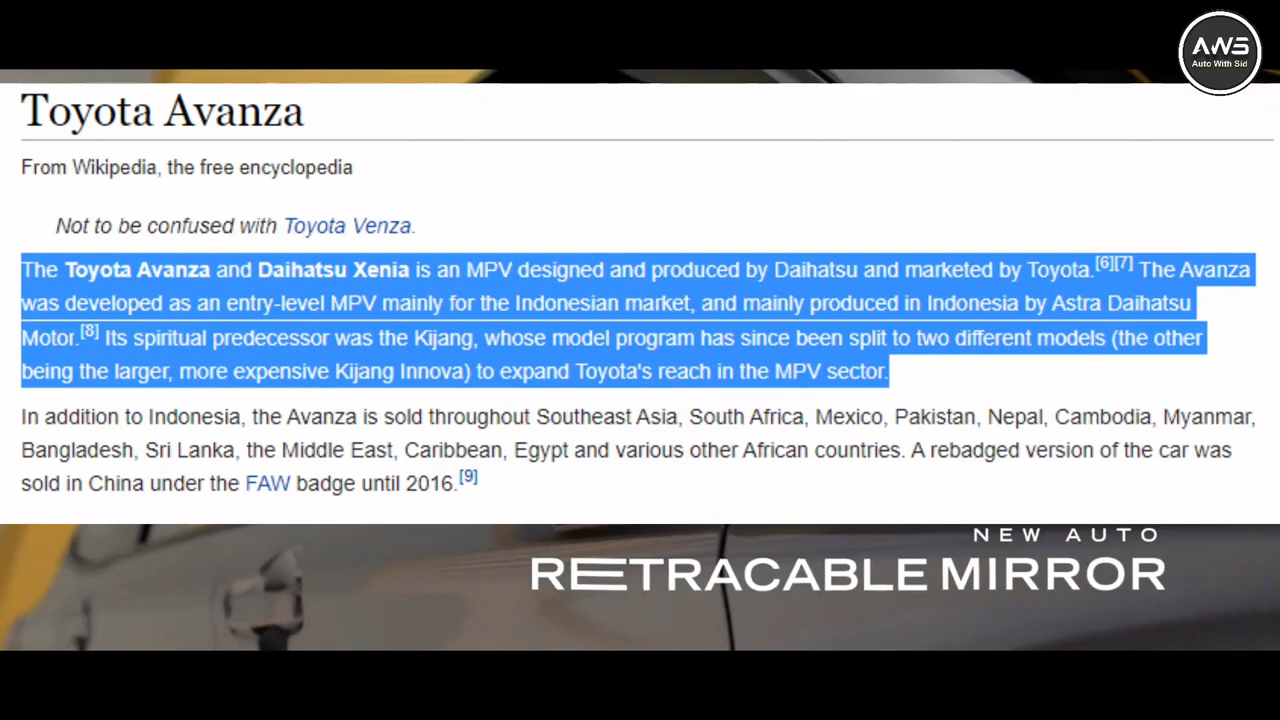 AWS
Auto With Sid
Toyota Avanza
From Wikipedia, the free encyclopedia
Not to be confused with Toyota Venza.
The Toyota Avanza and Daihatsu Xenia is an MPV designed and produced by Daihatsu and marketed by Toyota.[6][7] The Avanza
was developed as an entry-level MPV mainly for the Indonesian market, and mainly produced in Indonesia by Astra Daihatsu
Motor.[8] Its spiritual predecessor was the Kijang, whose model program has since been split to two different models (the other
being the larger, more expensive Kijang Innova) to expand Toyota's reach in the MPV sector.
In addition to Indonesia, the Avanza is sold throughout Southeast Asia, South Africa, Mexico, Pakistan, Nepal, Cambodia, Myanmar,
Bangladesh, Sri Lanka, the Middle East, Caribbean, Egypt and various other African countries. A rebadged version of the car was
sold in China under the FAW badge until 2016.[9]
NEW AUTO
RETRACABLE MIRROR